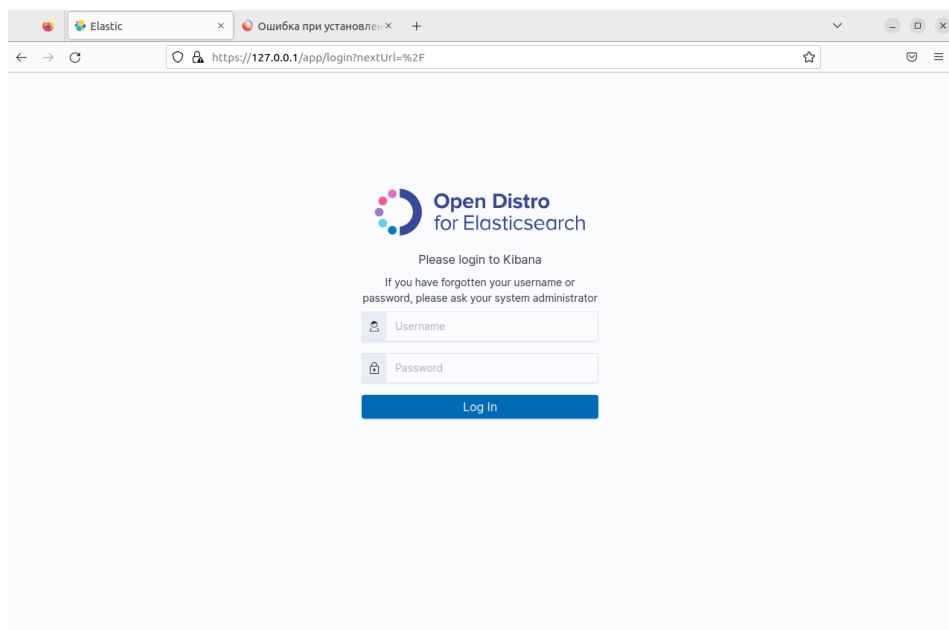 Elastic
Ошибка при установлен
https://127.0.0.1/app/login?nextUrl=%2F
Open Distro
for Elasticsearch
Please login to Kibana
If you have forgotten your username or
password, please ask your system administrator
Username
Password
Log In